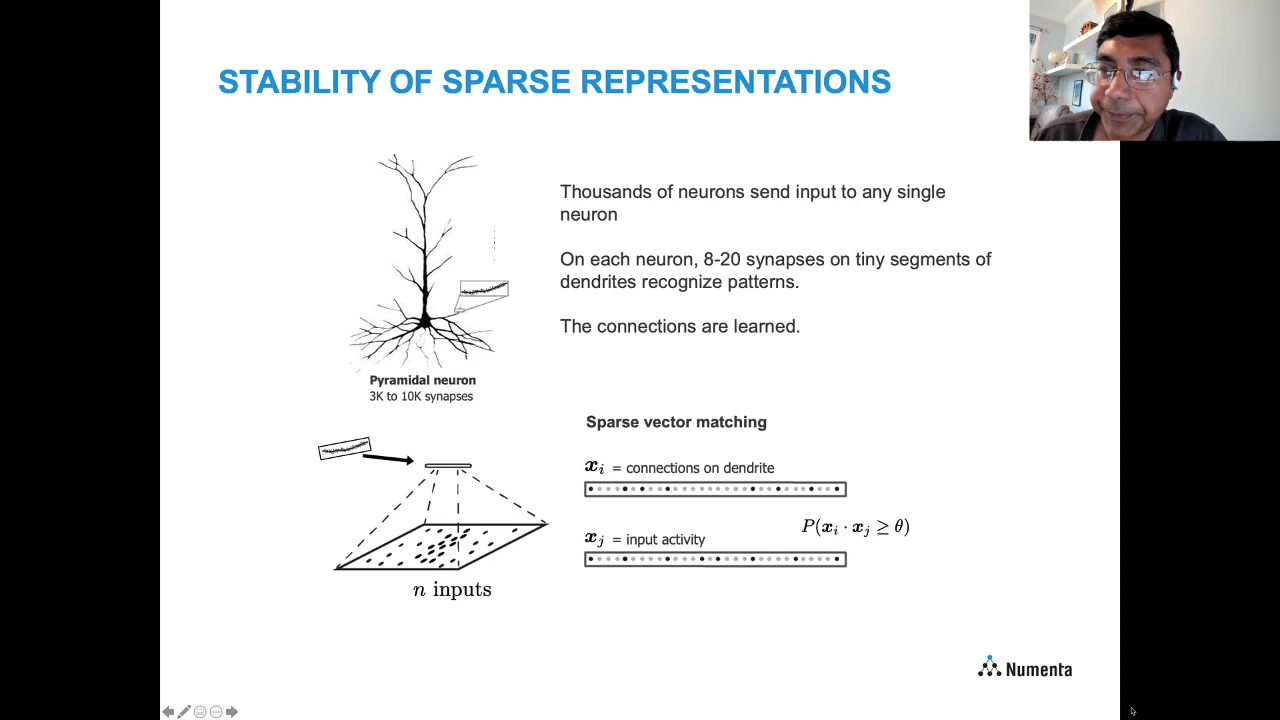 STABILITY OF SPARSE REPRESENTATIONS
Thousands of neurons send input to any single
neuron
On each neuron, 8-20 synapses on tiny segments of
dendrites recognize patterns.
The connections are learned.
Pyramidal neuron
3K to 10K synapses
Sparse vector matching
x_i = connections on dendrite
x_j = input activity
P(x_i · x_j ≥ θ)
n inputs
Numenta